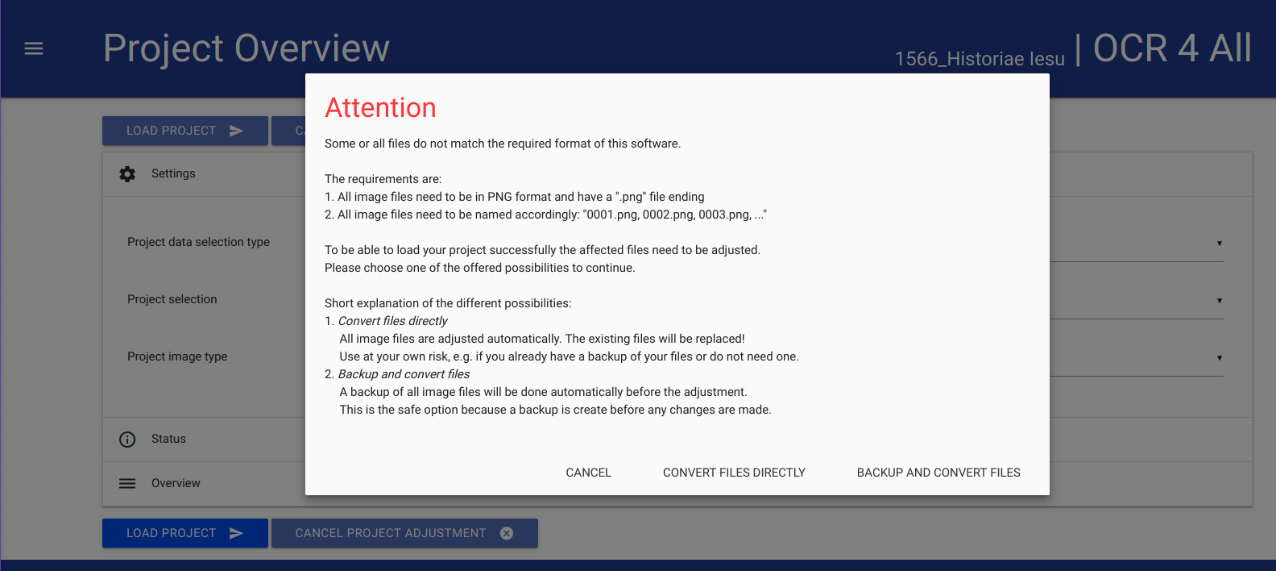 Project Overview
1566_Historiae Iesu | OCR 4 All
Attention
Some or all files do not match the required format of this software.
The requirements are:
1. All image files need to be in PNG format and have a ".png" file ending
2. All image files need to be named accordingly: "0001.png, 0002.png, 0003.png, ..."
To be able to load your project successfully the affected files need to be adjusted.
Please choose one of the offered possibilities to continue.
Short explanation of the different possibilities:
1. Convert files directly
All image files are adjusted automatically. The existing files will be replaced!
Use at your own risk, e.g. if you already have a backup of your files or do not need one.
2. Backup and convert files
A backup of all image files will be done automatically before the adjustment.
This is the safe option because a backup is create before any changes are made.
CANCEL CONVERT FILES DIRECTLY BACKUP AND CONVERT FILES
LOAD PROJECT
Settings
Project data selection type
Project selection
Project image type
Status
Overview
LOAD PROJECT CANCEL PROJECT ADJUSTMENT